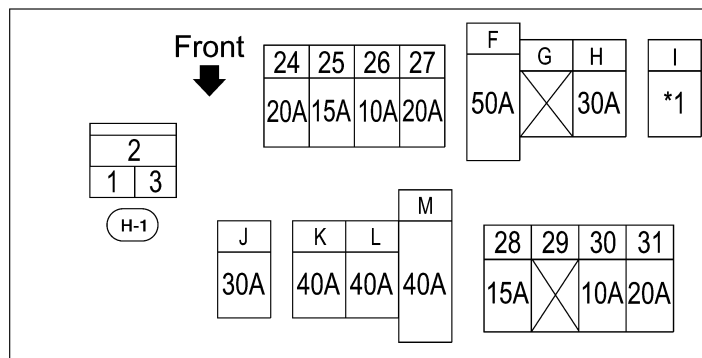 Front
24 25 26 27
20A 15A 10A 20A
F
50A
G H
30A
I
*1
2
1 3
H-1
J
30A
K L
40A 40A
M
40A
28 29 30 31
15A 10A 20A